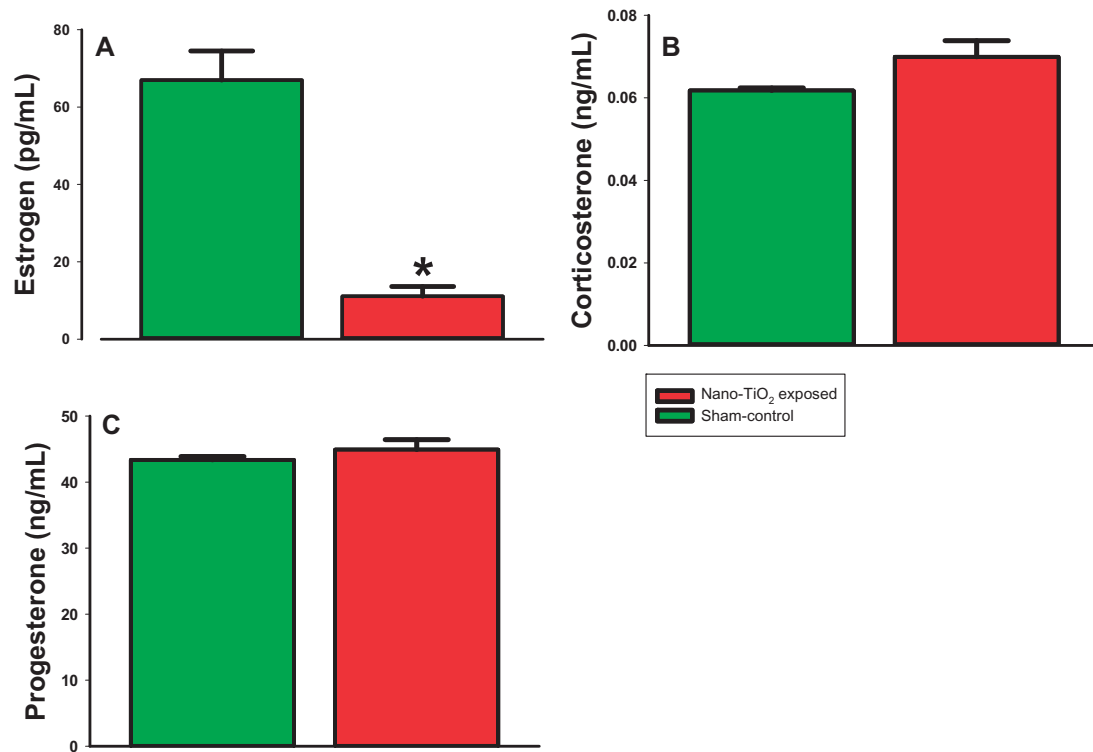 A
Estrogen (pg/mL)
80
60
40
20
0
*
B
Corticosterone (ng/mL)
0.08
0.06
0.04
0.02
0.00
Nano-TiO₂ exposed
Sham-control
C
Progesterone (ng/mL)
50
40
30
20
10
0